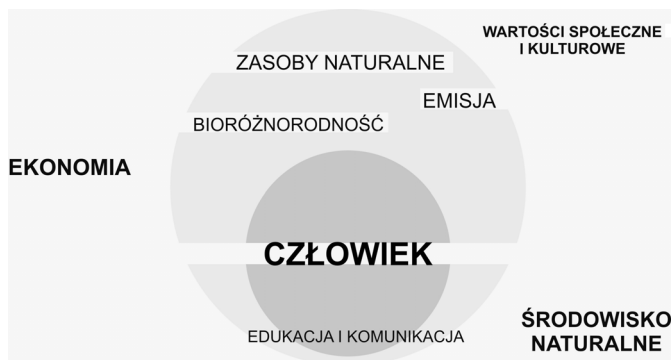 WARTOŚCI SPOŁECZNE
I KULTUROWE
ZASOBY NATURALNE
EMISJA
BIORÓŻNORODNOŚĆ
EKONOMIA
CZŁOWIEK
EDUKACJA I KOMUNIKACJA
ŚRODOWISKO
NATURALNE